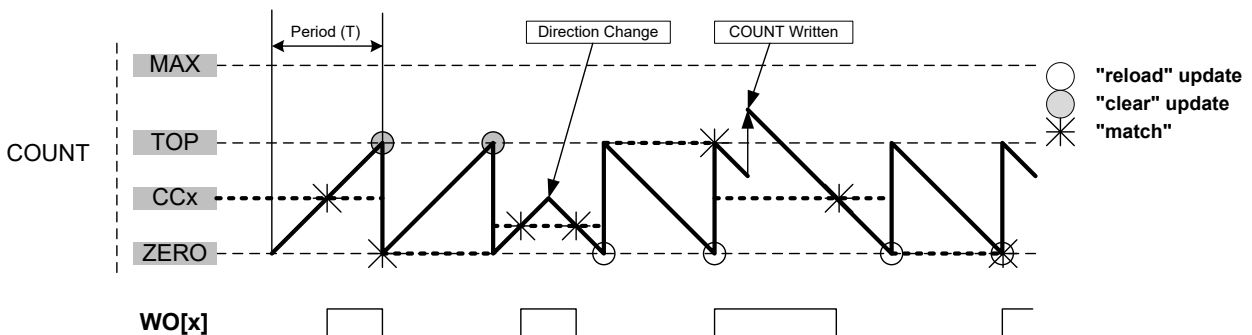 Period (T)
Direction Change
COUNT Written
MAX
"reload" update
"clear" update
"match"
TOP
COUNT
CCx
ZERO
WO[x]